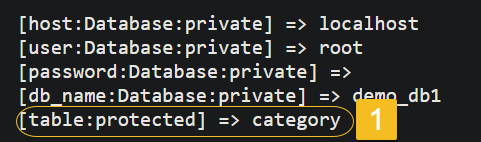 [host:Database:private] => localhost
[user:Database:private] => root
[password:Database:private] =>
[db_name:Database:private] => demo_db1
[table:protected] => category 1